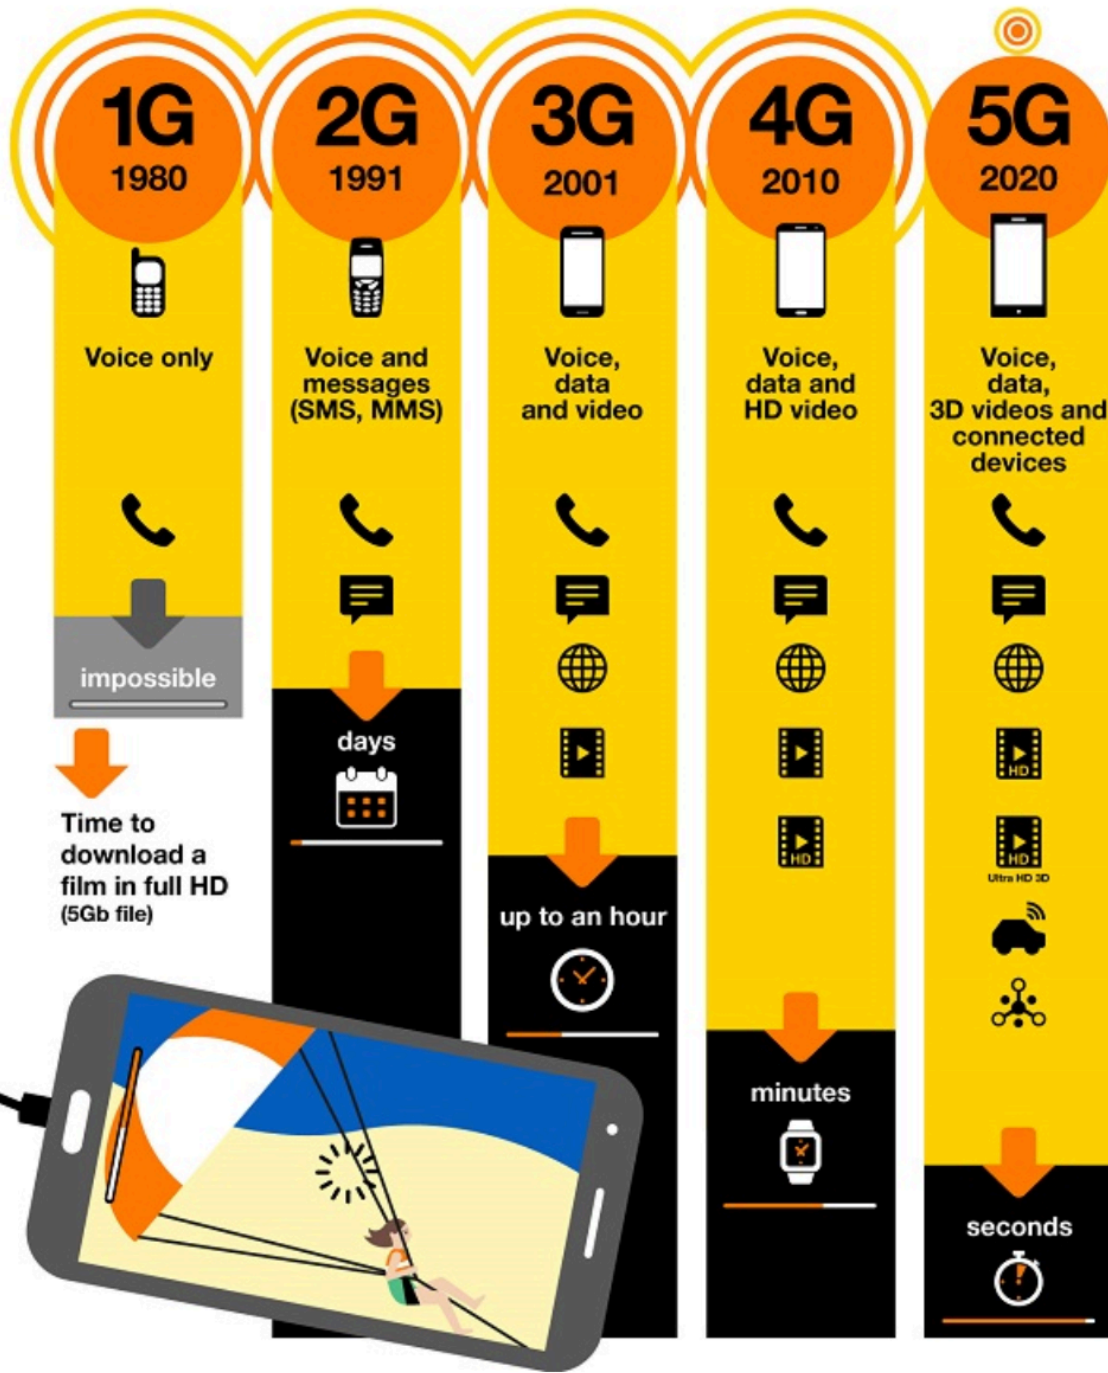 1G
1980
Voice only
impossible
Time to
download a
film in full HD
(5Gb file)
2G
1991
Voice and
messages
(SMS, MMS)
days
3G
2001
Voice,
data
and video
up to an hour
4G
2010
Voice,
data and
HD video
HD
minutes
5G
2020
Voice,
data,
3D videos and
connected
devices
HD
HD
Ultra HD 3D
seconds